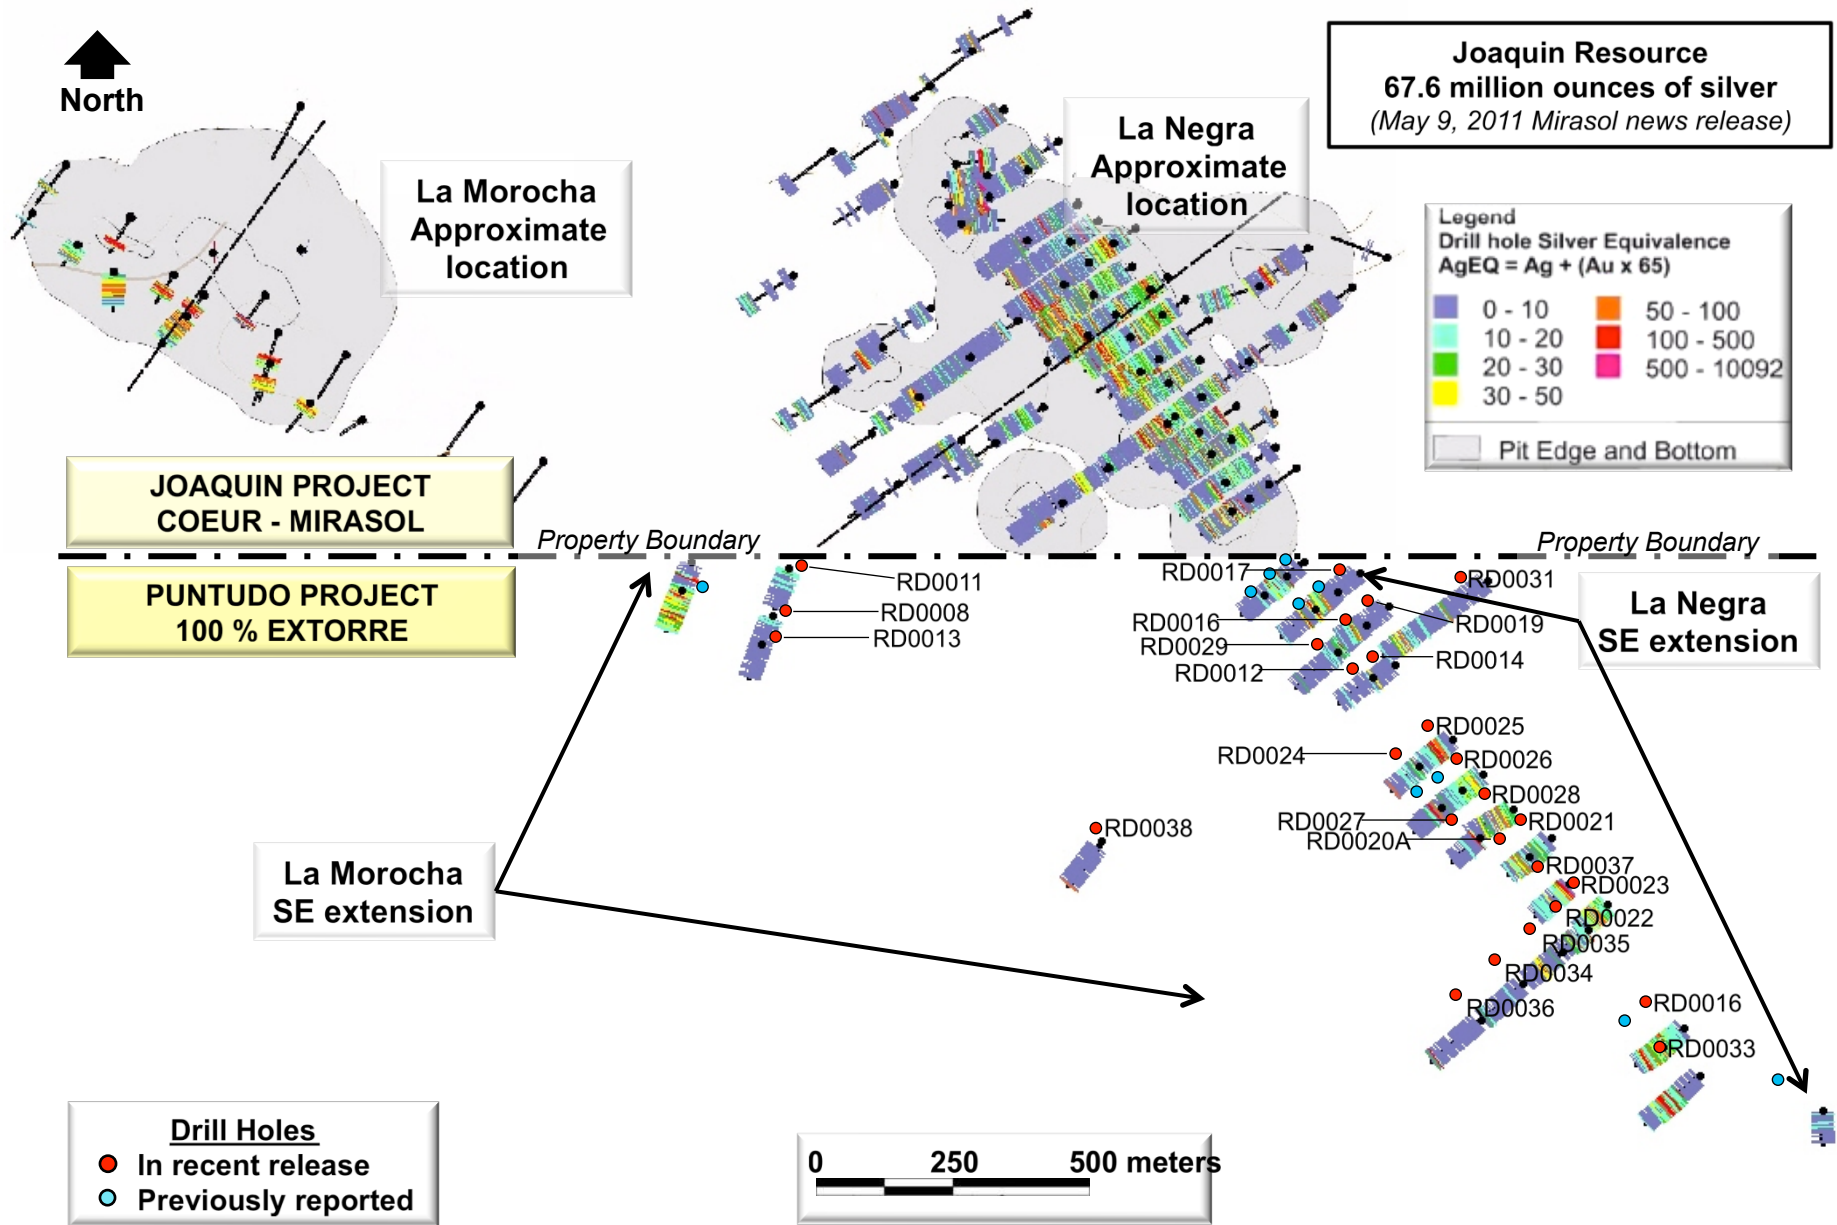 North
La Morocha
Approximate
location
La Negra
Approximate
location
Joaquin Resource
67.6 million ounces of silver
(May 9, 2011 Mirasol news release)
Legend
Drill hole Silver Equivalence
AgEQ = Ag + (Au x 65)
0 - 10
10 - 20
20 - 30
30 - 50
50 - 100
100 - 500
500 - 10092
Pit Edge and Bottom
JOAQUIN PROJECT
COEUR - MIRASOL
Property Boundary
Property Boundary
PUNTUDO PROJECT
100 % EXTORRE
RD0011
RD0008
RD0013
RD0017
RD0031
RD0016
RD0019
RD0029
RD0014
RD0012
La Negra
SE extension
RD0025
RD0024
RD0026
RD0028
RD0027
RD0021
RD0020A
RD0038
RD0037
RD0023
RD0022
RD0035
RD0034
RD0036
RD0016
RD0033
La Morocha
SE extension
Drill Holes
In recent release
Previously reported
0 250 500 meters